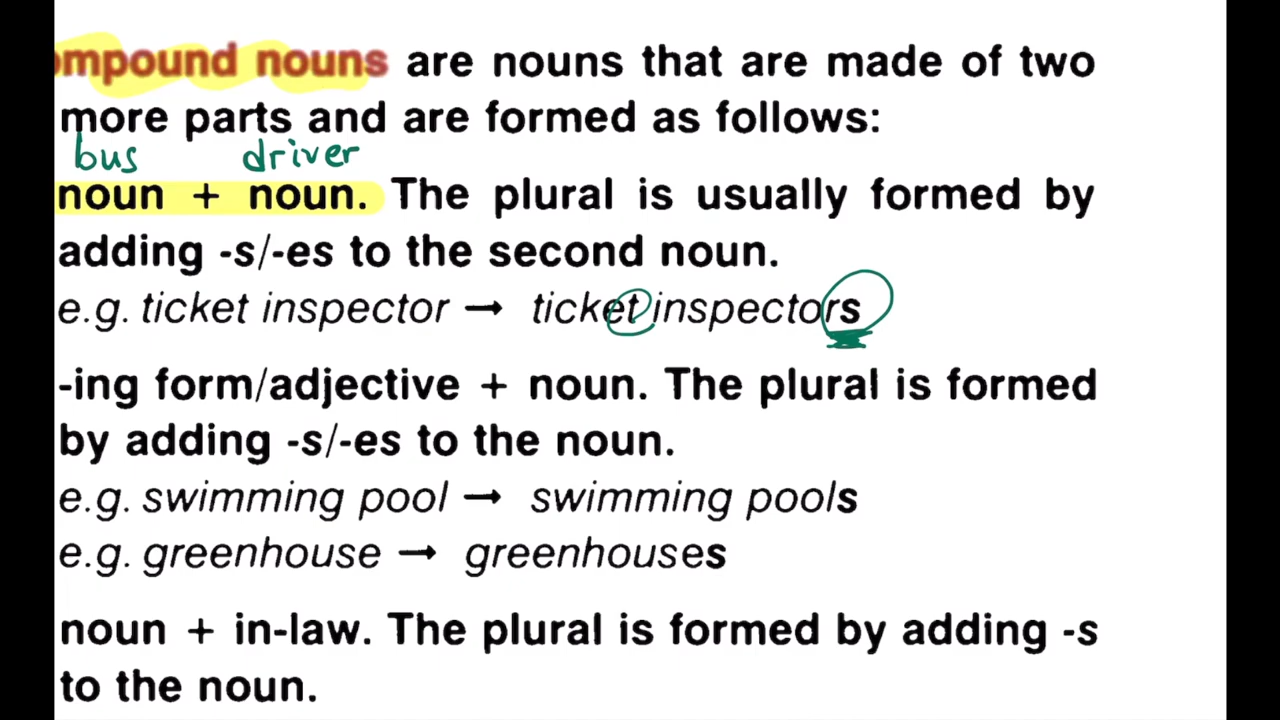 ompound nouns are nouns that are made of two
more parts and are formed as follows:
bus driver
noun + noun. The plural is usually formed by
adding -s/-es to the second noun.
e.g. ticket inspector → ticket inspectors
-ing form/adjective + noun. The plural is formed
by adding -s/-es to the noun.
e.g. swimming pool → swimming pools
e.g. greenhouse → greenhouses
noun + in-law. The plural is formed by adding -s
to the noun.